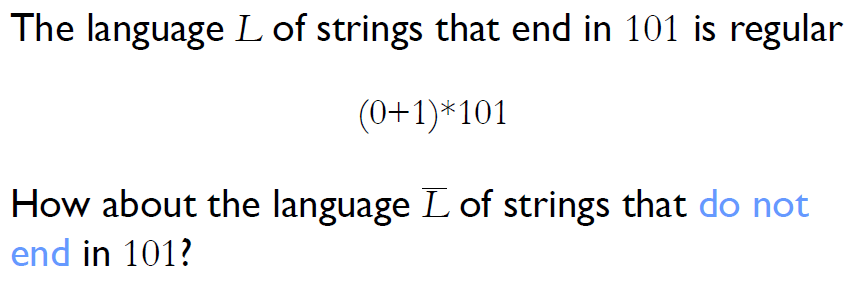 The language L of strings that end in 101 is regular
(0+1)*101
How about the language L̅ of strings that do not
end in 101?